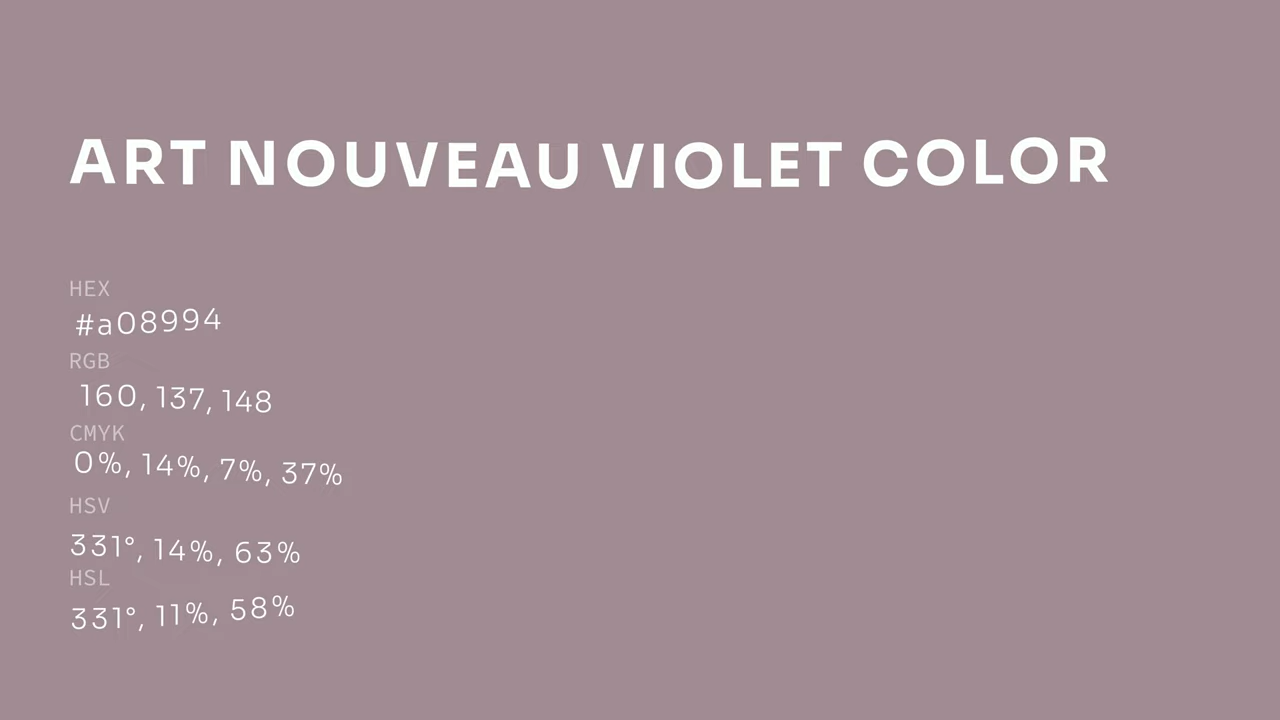 ART NOUVEAU VIOLET COLOR
HEX
#a08994
RGB
160, 137, 148
CMYK
0%, 14%, 7%, 37%
HSV
331°, 14%, 63%
HSL
331°, 11%, 58%